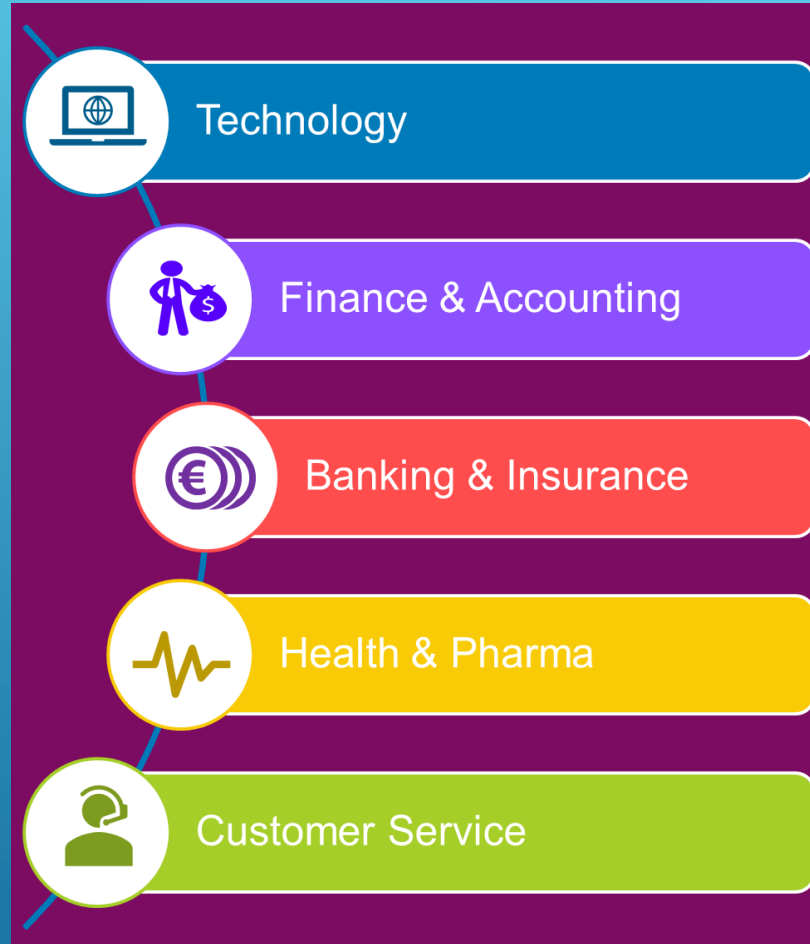 Technology
$
Finance & Accounting
€
Banking & Insurance
Health & Pharma
Customer Service